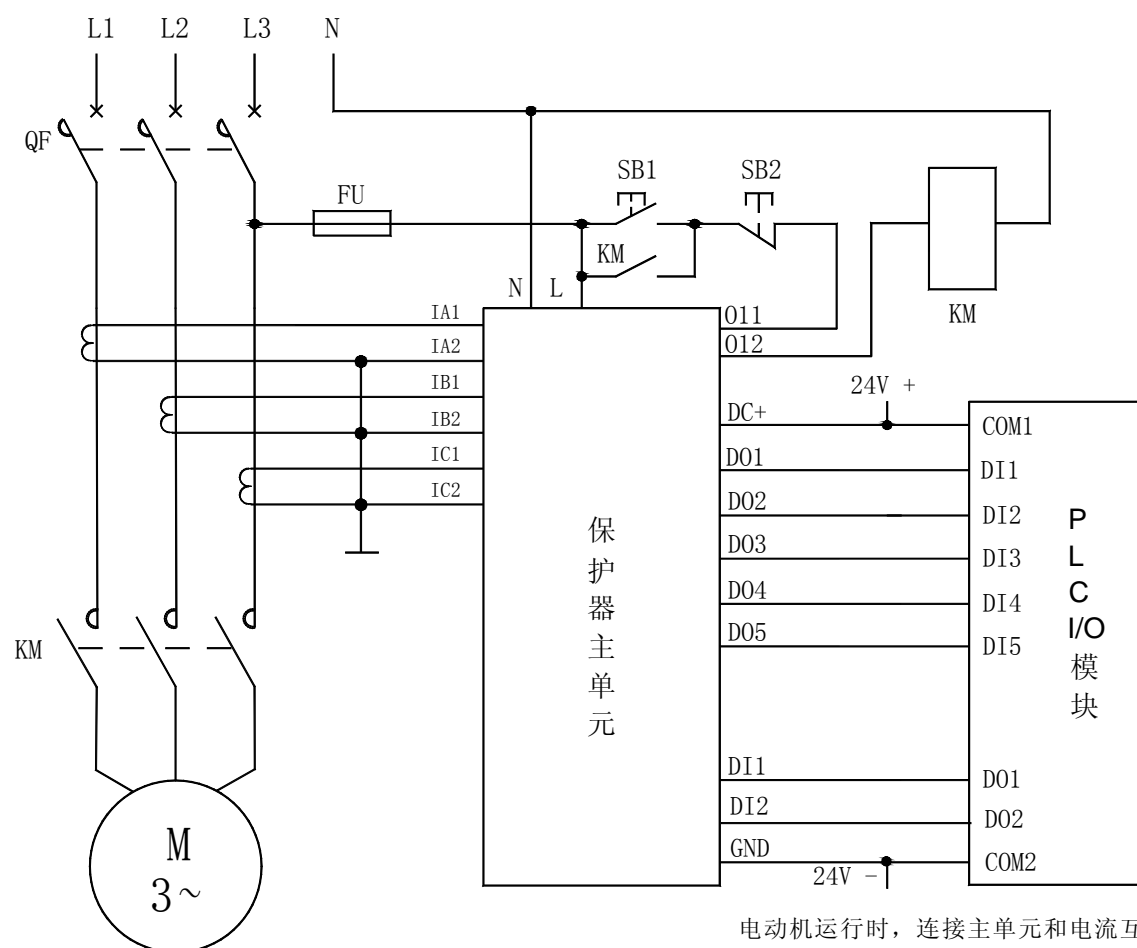 L1 L2 L3 N
QF
FU
SB1 SB2
KM
N L
KM
IA1
IA2
IB1
IB2
IC1
IC2
O11
O12
24V +
DC+
COM1
DO1
DI1
DO2
DI2
DO3
DI3
DO4
DI4
DO5
DI5
保护器主单元
PLC
I/O
模块
KM
DI1
DO1
DI2
DO2
GND
COM2
24V -
M
3~
电动机运行时，连接主单元和电流互